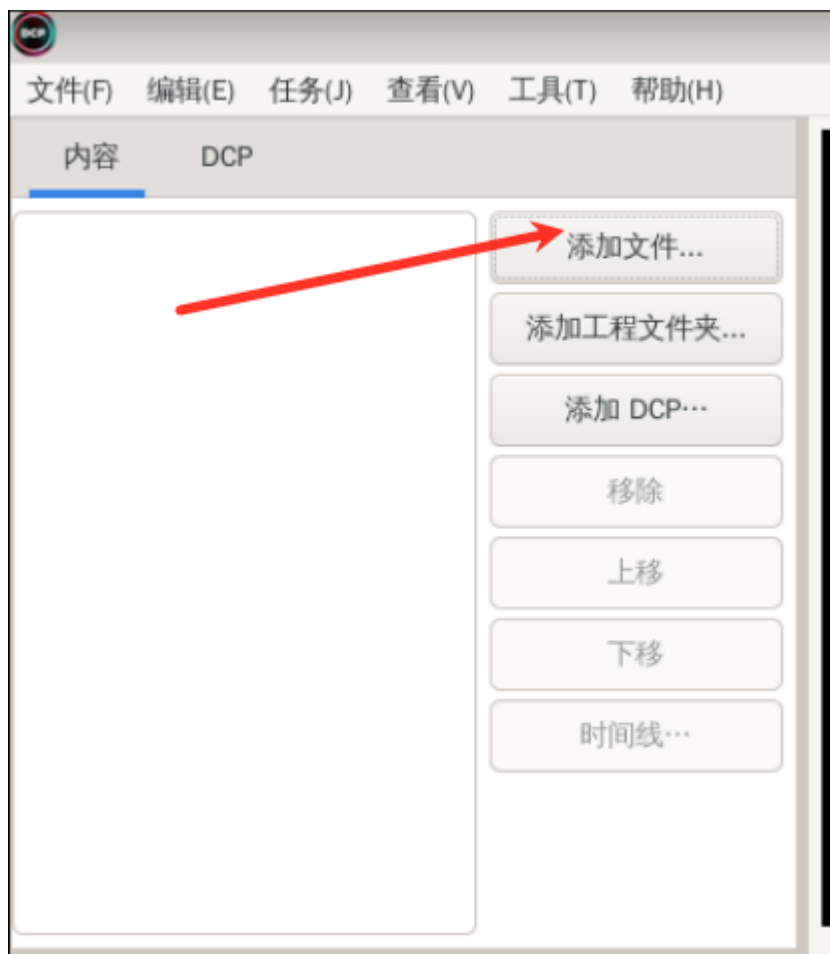 DCP
文件(F) 编辑(E) 任务(J) 查看(V) 工具(T) 帮助(H)
内容 DCP
添加文件...
添加工程文件夹...
添加 DCP⋯
移除
上移
下移
时间线⋯